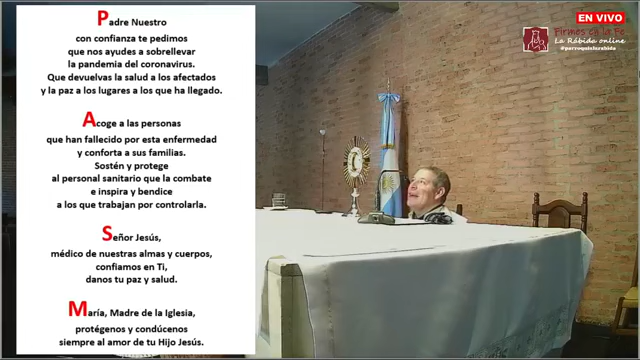 Padre Nuestro
con confianza te pedimos
que nos ayudes a sobrellevar
la pandemia del coronavirus.
Que devuelvas la salud a los afectados
y la paz a los lugares a los que ha llegado.
Acoge a las personas
que han fallecido por esta enfermedad
y conforta a sus familias.
Sostén y protege
al personal sanitario que la combate
e inspira y bendice
a los que trabajan por controlarla.
Señor Jesús,
médico de nuestras almas y cuerpos,
confiamos en Ti,
danos tu paz y salud.
María, Madre de la Iglesia,
protégenos y condúcenos
siempre al amor de tu Hijo Jesús.
EN VIVO
Firmes en la Fe
La Rábida online
#parroquialarabida